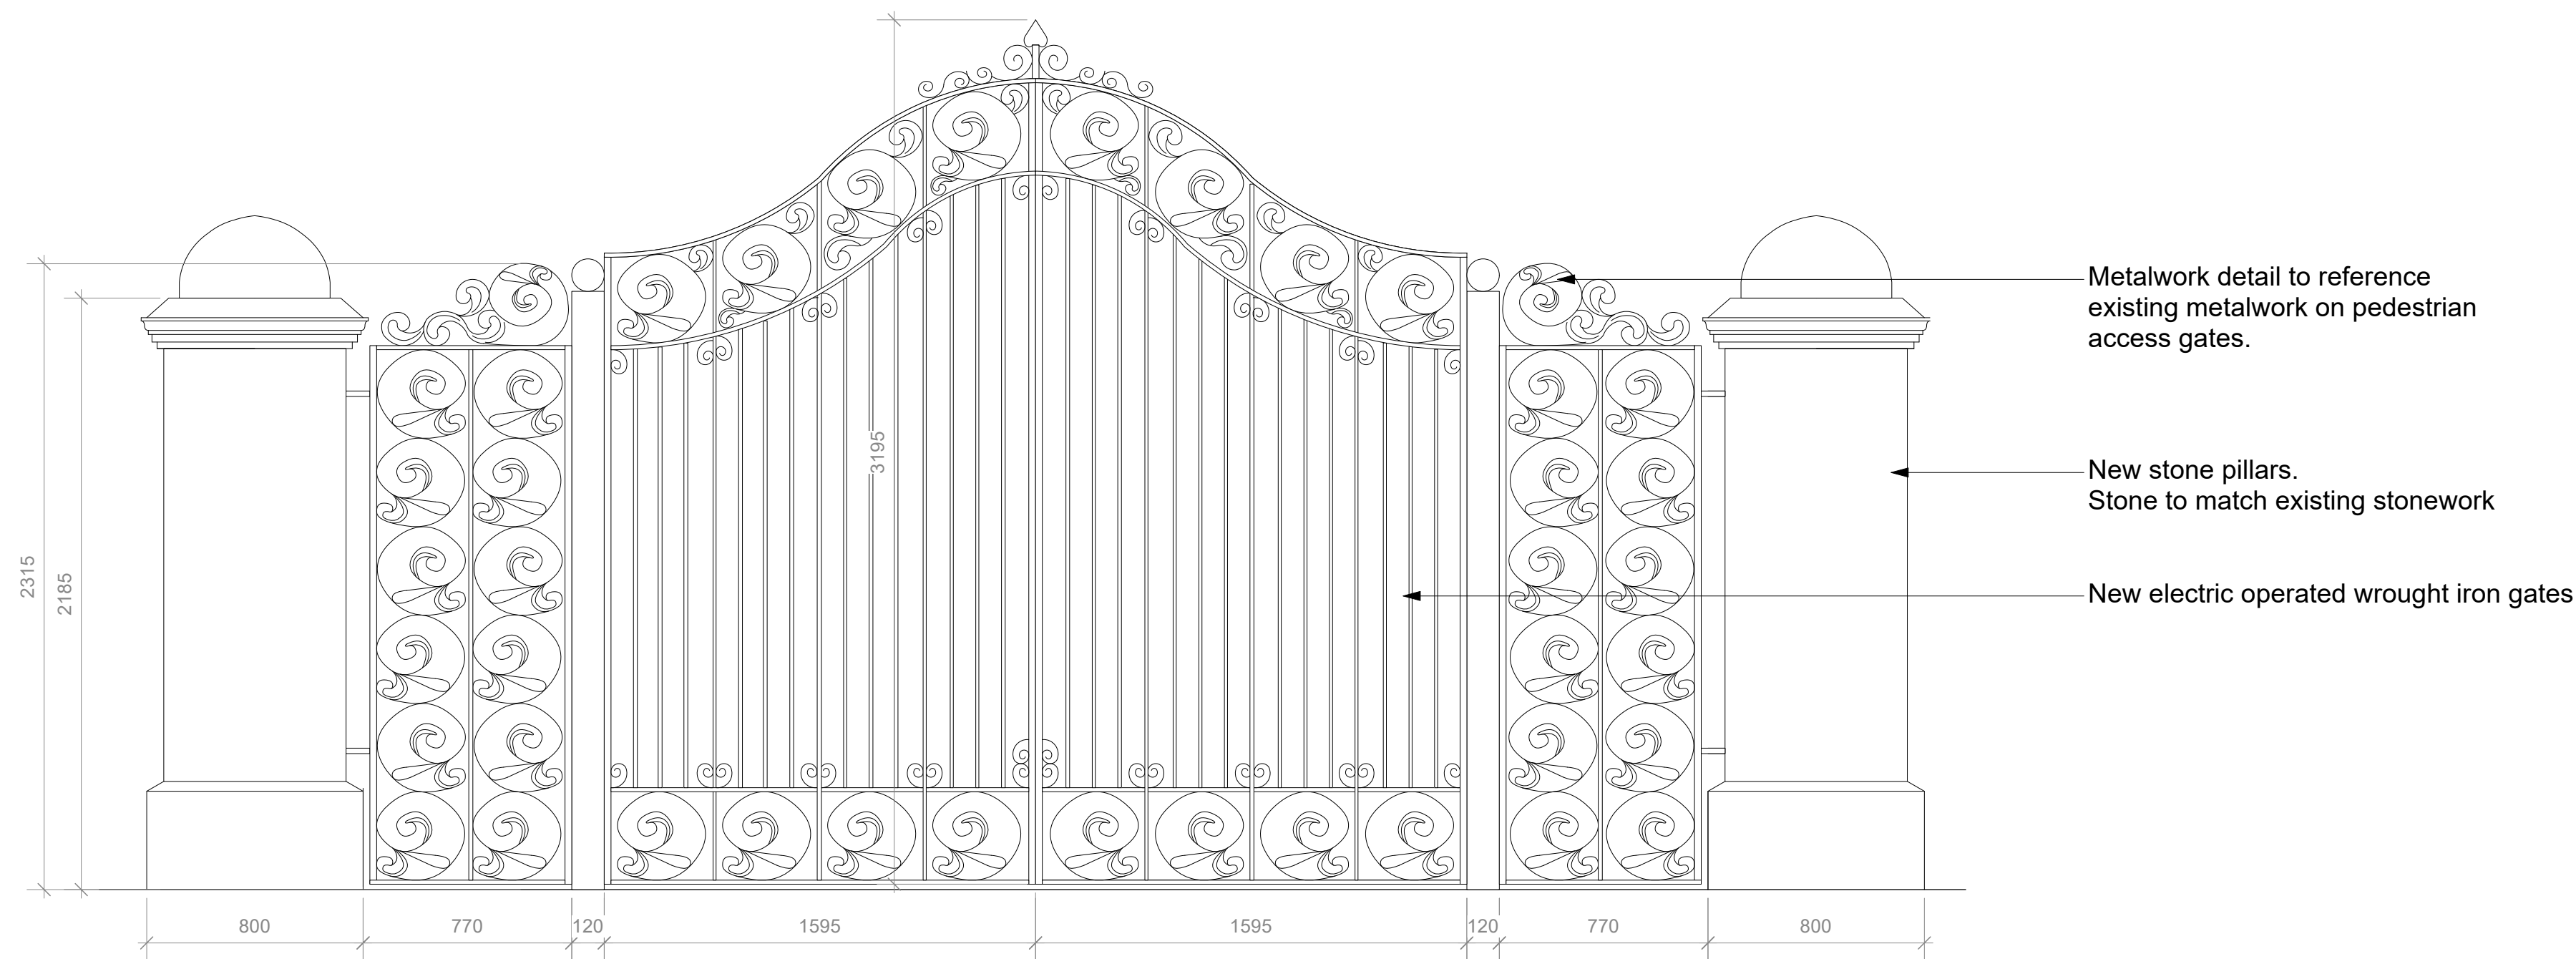 3195
2315
2185
Metalwork detail to reference
existing metalwork on pedestrian
access gates.
New stone pillars.
Stone to match existing stonework
New electric operated wrought iron gates
800 770 120 1595 1595 120 770 800